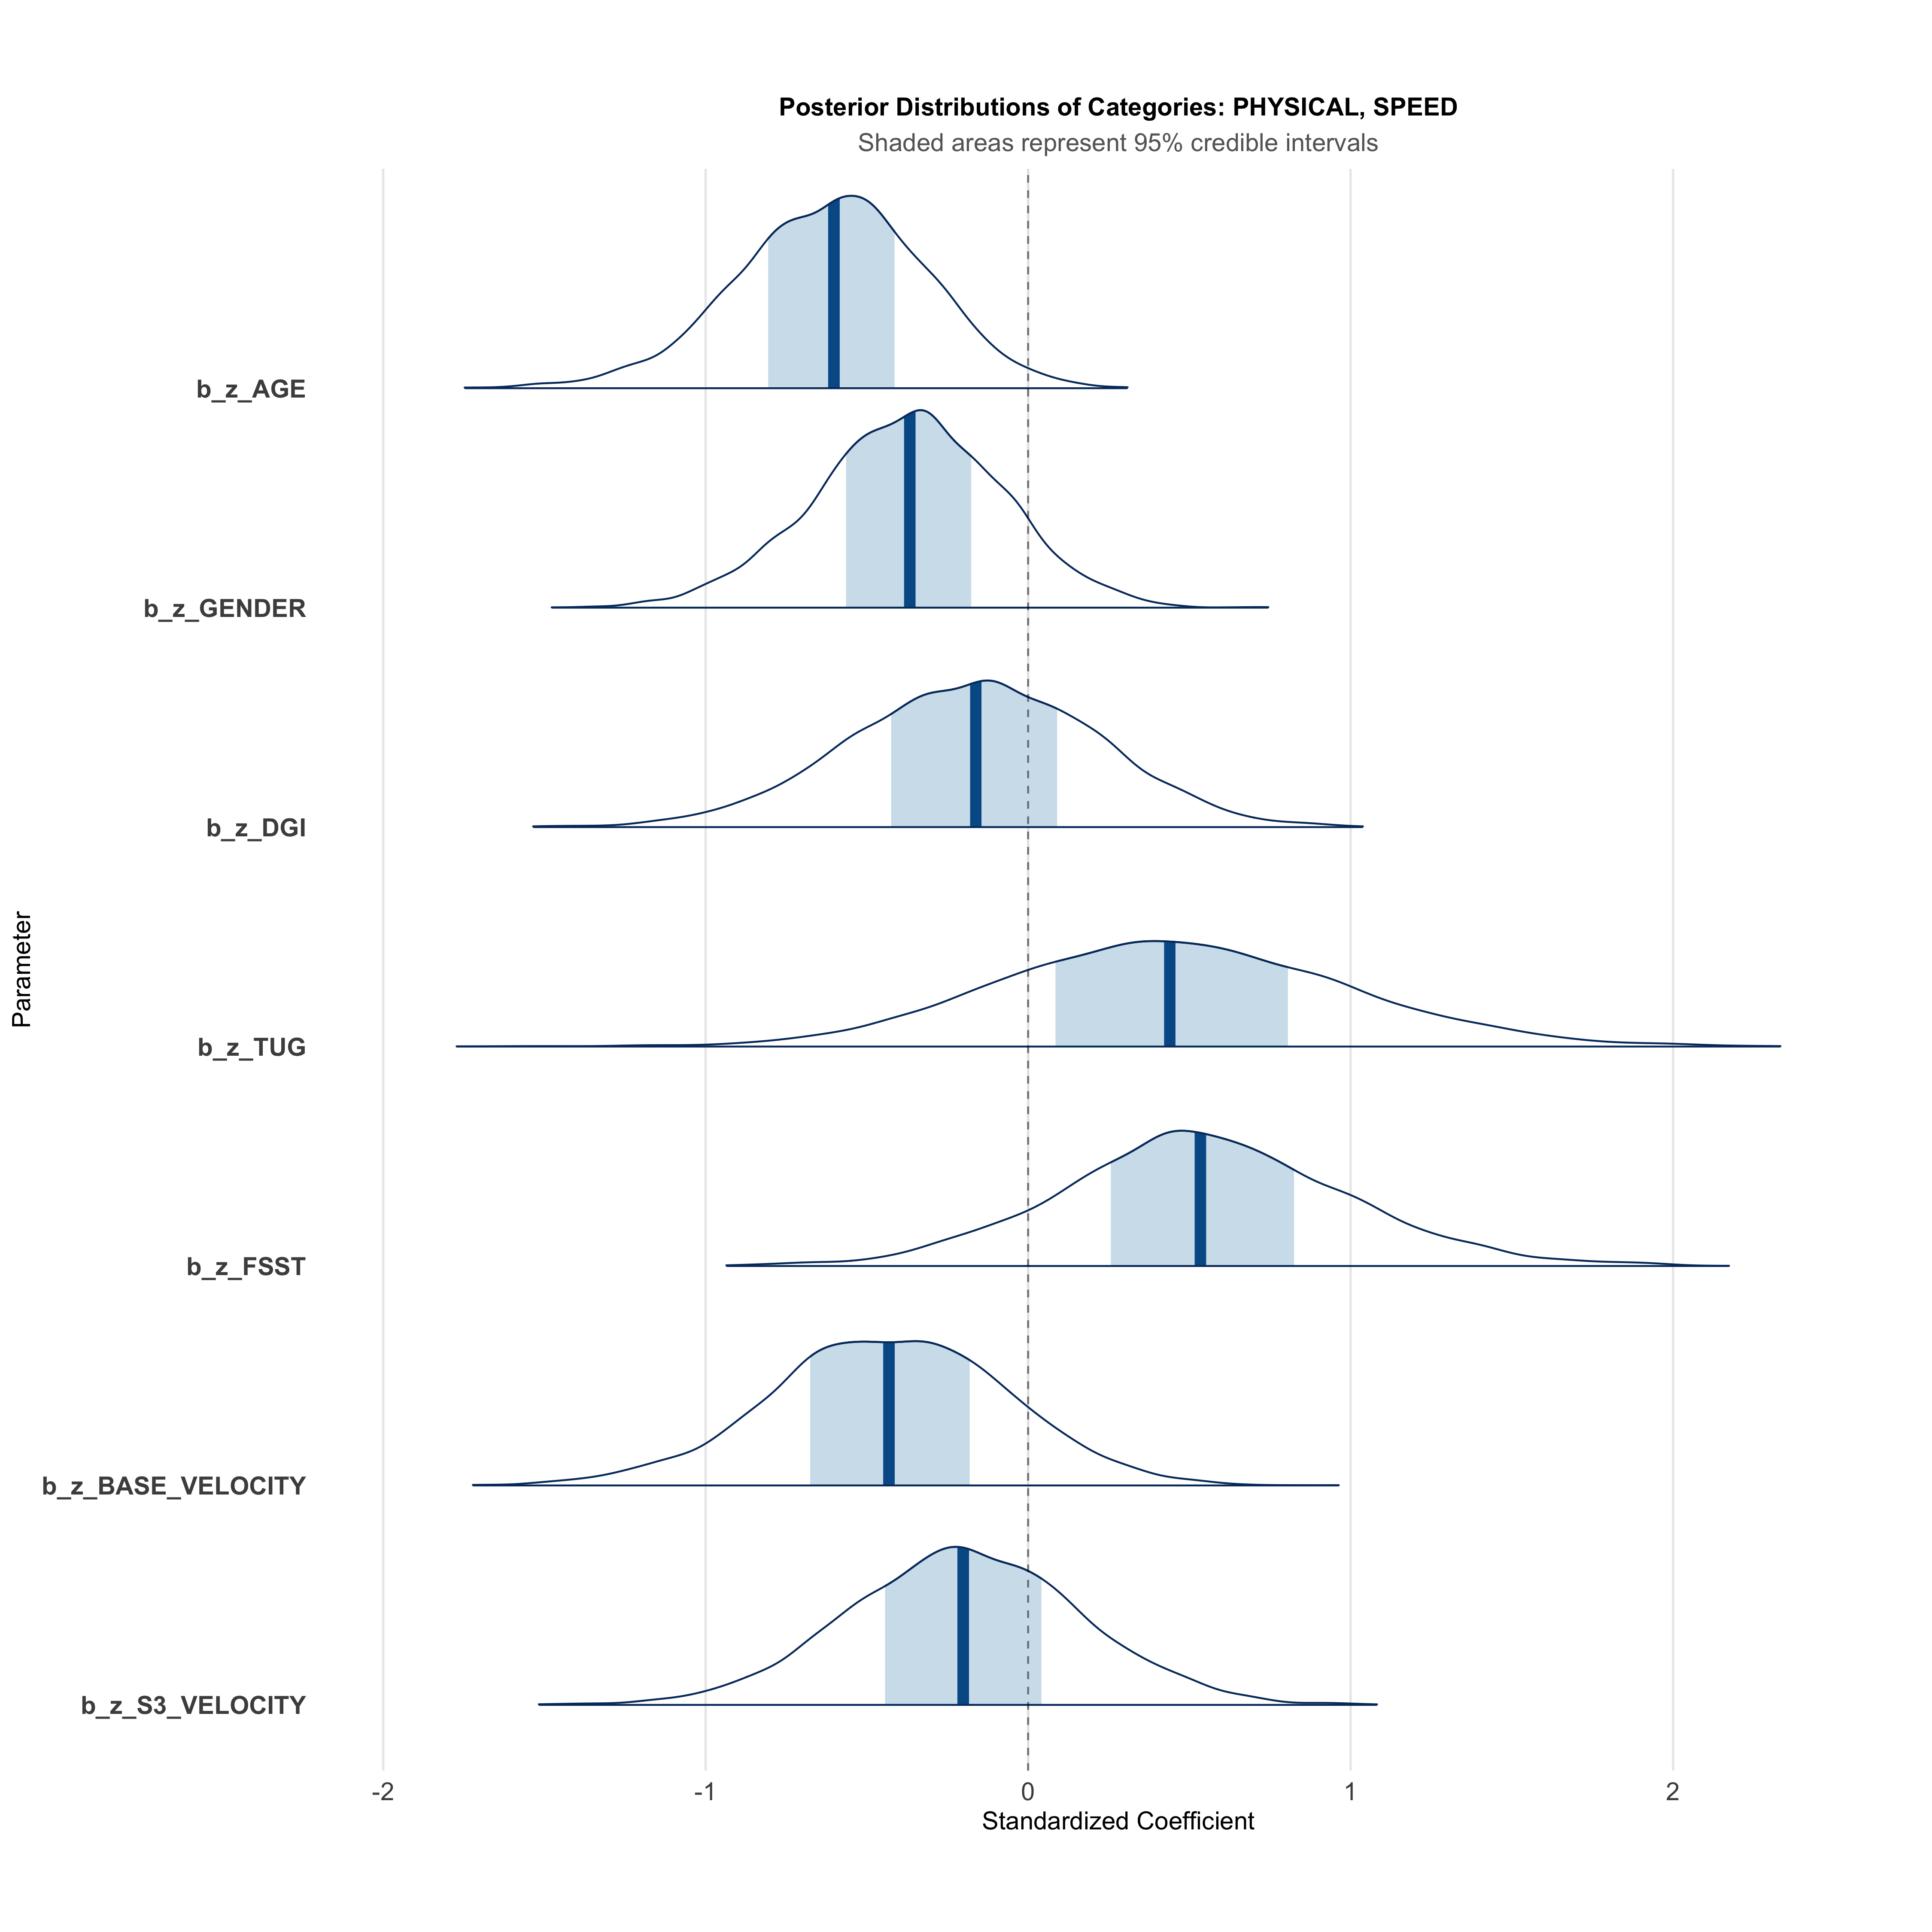 Posterior Distributions of Categories: PHYSICAL, SPEED
Shaded areas represent 95% credible intervals
b_z_AGE
b_z_GENDER
b_z_DGI
Parameter
b_z_TUG
b_z_FSST
b_z_BASE_VELOCITY
b_z_S3_VELOCITY
-2 -1 0 1 2
Standardized Coefficient